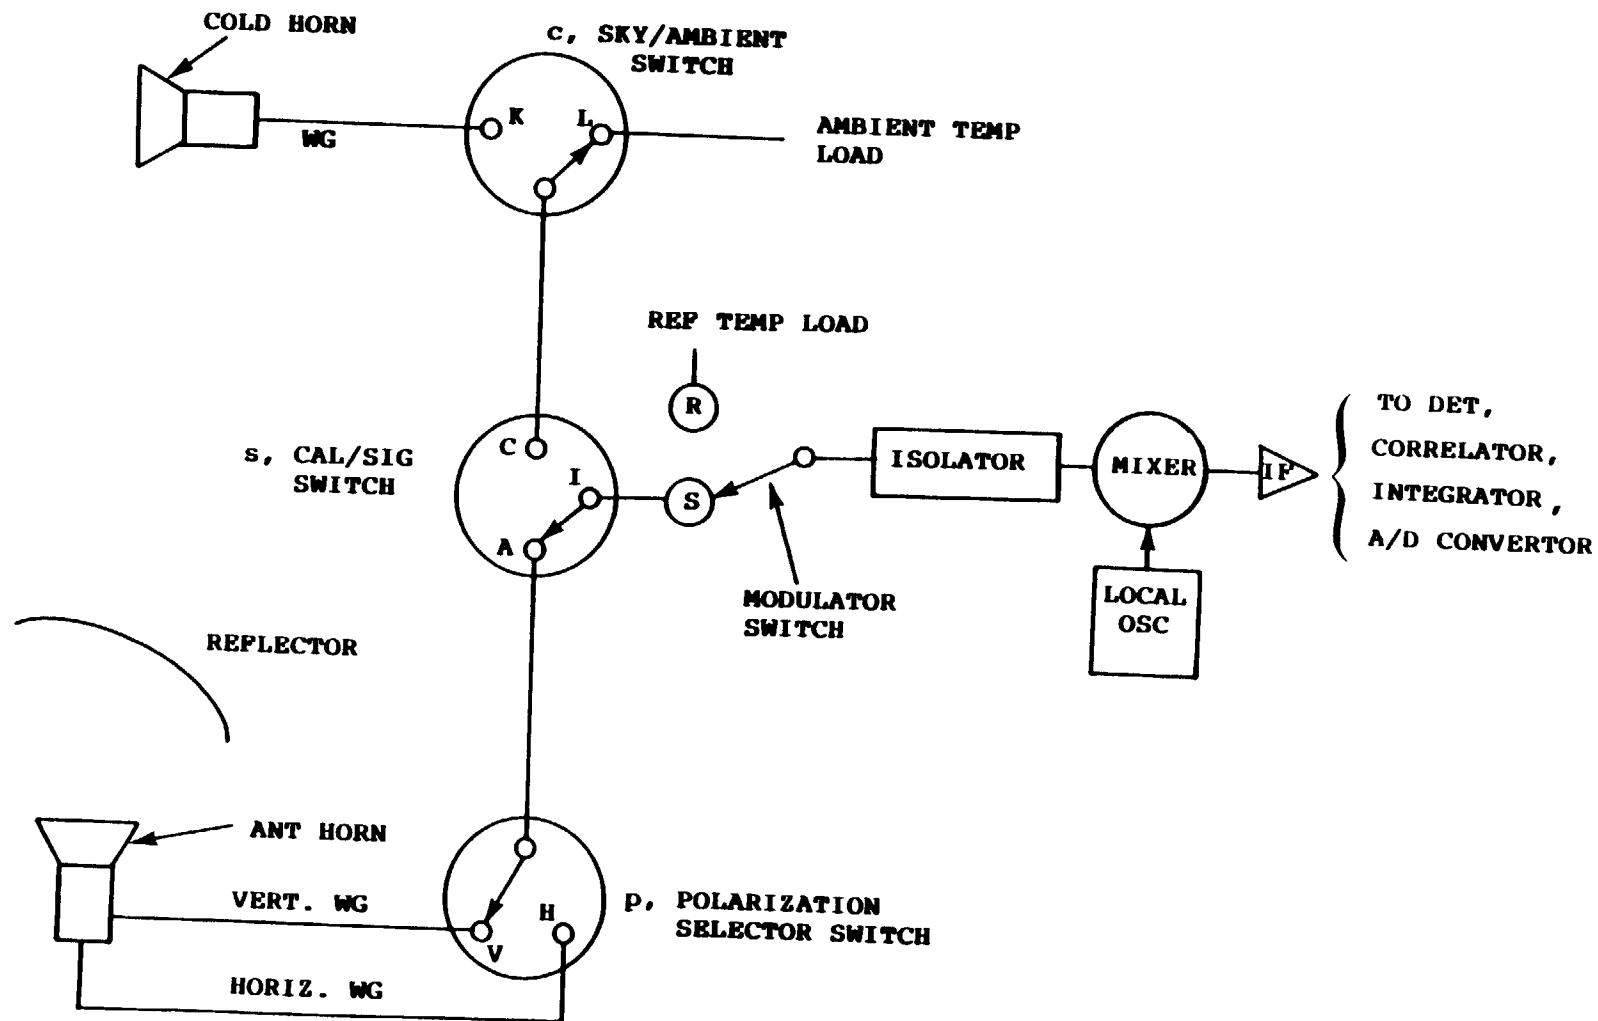 COLD HORN
c, SKY/AMBIENT
SWITCH
K
L
WG
AMBIENT TEMP
LOAD
REF TEMP LOAD
R
s, CAL/SIG
SWITCH
C
I
A
S
ISOLATOR
MIXER
IF
TO DET,
CORRELATOR,
INTEGRATOR,
A/D CONVERTOR
MODULATOR
SWITCH
LOCAL
OSC
REFLECTOR
ANT HORN
VERT. WG
V
H
p, POLARIZATION
SELECTOR SWITCH
HORIZ. WG